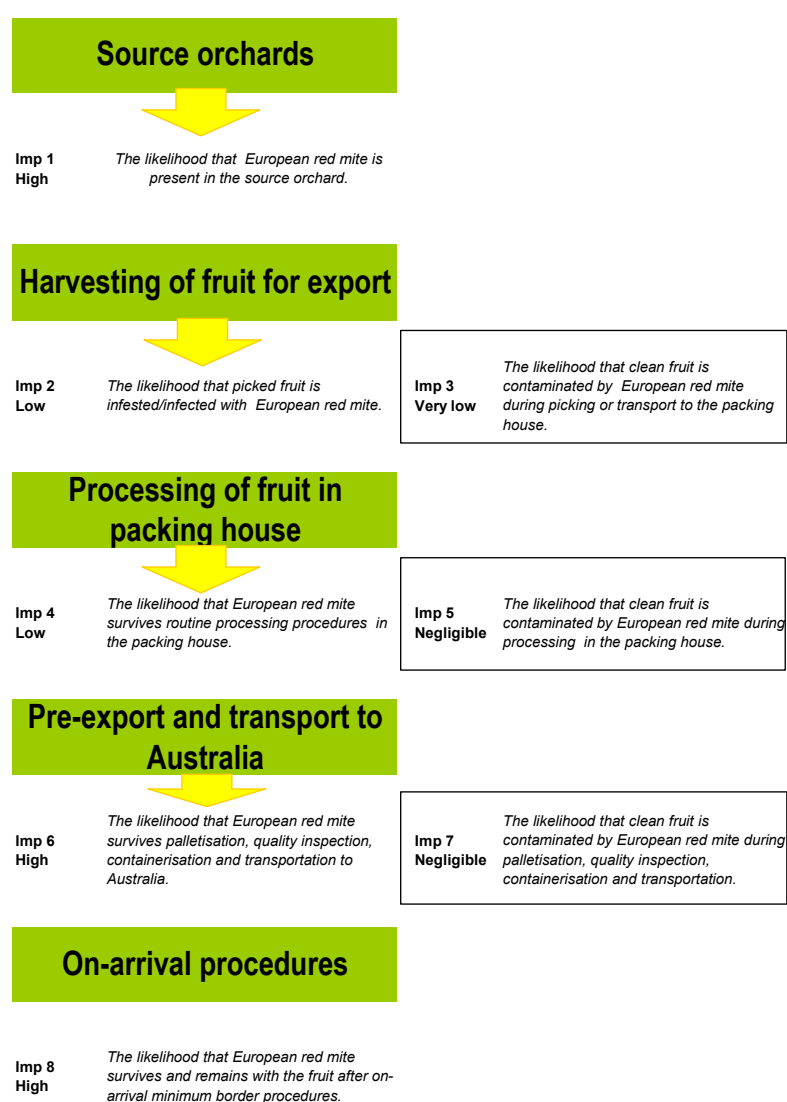 Source orchards
Imp 1
High
The likelihood that European red mite is
present in the source orchard.
Harvesting of fruit for export
Imp 2
Low
The likelihood that picked fruit is
infested/infected with European red mite.
Imp 3
Very low
The likelihood that clean fruit is
contaminated by European red mite
during picking or transport to the packing
house.
Processing of fruit in
packing house
Imp 4
Low
The likelihood that European red mite
survives routine processing procedures in
the packing house.
Imp 5
Negligible
The likelihood that clean fruit is
contaminated by European red mite during
processing in the packing house.
Pre-export and transport to
Australia
Imp 6
High
The likelihood that European red mite
survives palletisation, quality inspection,
containerisation and transportation to
Australia.
Imp 7
Negligible
The likelihood that clean fruit is
contaminated by European red mite during
palletisation, quality inspection,
containerisation and transportation.
On-arrival procedures
Imp 8
High
The likelihood that European red mite
survives and remains with the fruit after on-
arrival minimum border procedures.